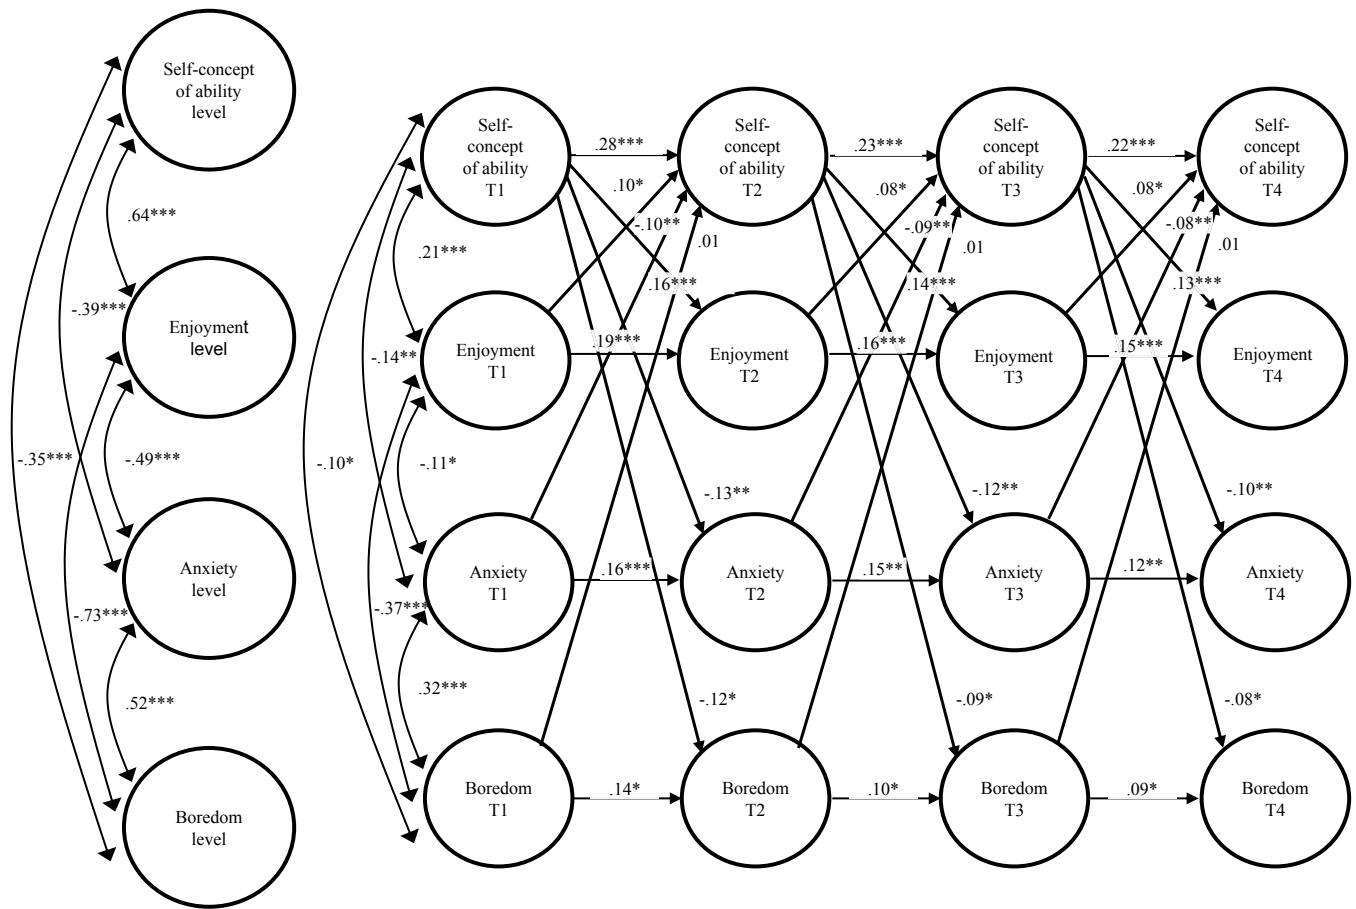 Self-concept
of ability
level
.64***
-.39***
Enjoyment
level
-.35***
-.49***
Anxiety
level
-.73***
.52***
Boredom
level
Self-
concept
of ability
T1
.28***
Self-
concept
of ability
T2
.23***
Self-
concept
of ability
T3
.22***
Self-
concept
of ability
T4
.10*
-.10**
.01
.08*
-.09**
.01
.08*
-.08**
.01
.21***
.16***
.14***
.13***
-.14**
Enjoyment
T1
.19***
Enjoyment
T2
.16***
Enjoyment
T3
.15***
Enjoyment
T4
-.10*
-.11*
-.13**
-.12**
-.10**
Anxiety
T1
.16***
Anxiety
T2
.15**
Anxiety
T3
.12**
Anxiety
T4
-.37***
.32***
-.12*
-.09*
-.08*
Boredom
T1
.14*
Boredom
T2
.10*
Boredom
T3
.09*
Boredom
T4